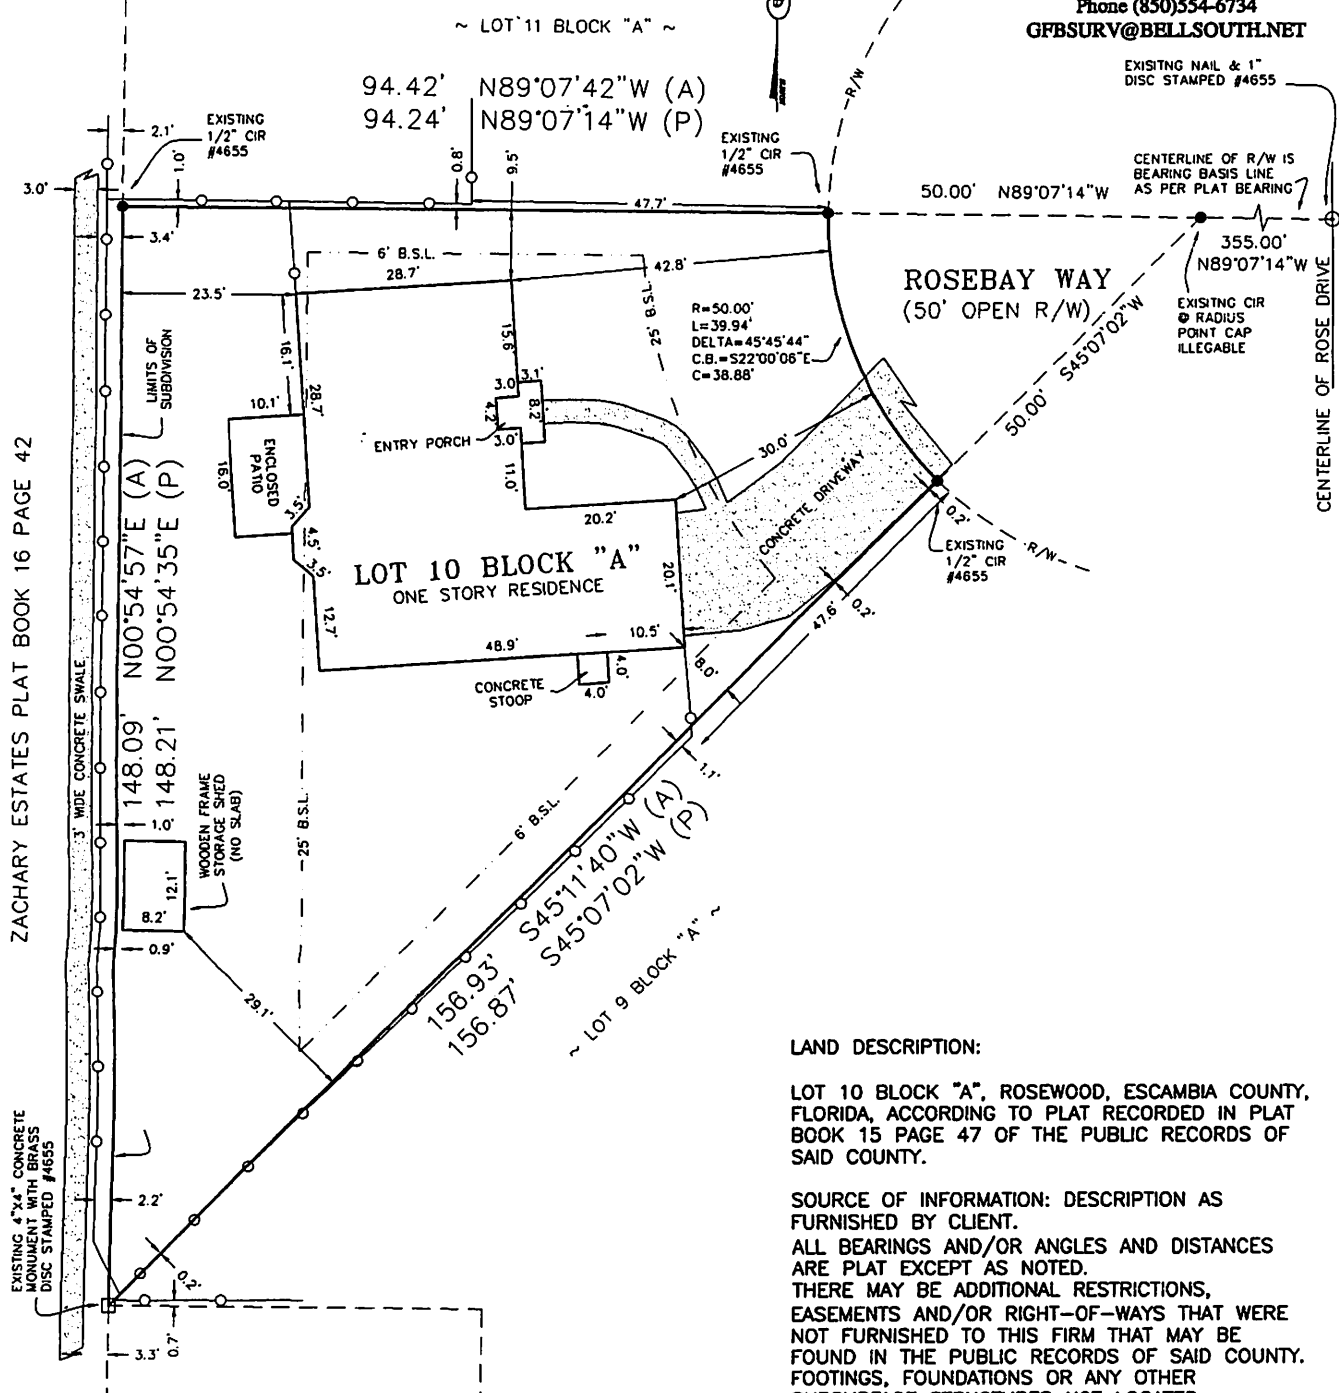 Phone (850)554-6734
GFBSURV@BELLSOUTH.NET
~ LOT 11 BLOCK "A" ~
EXISITNG NAIL & 1"
DISC STAMPED #4655
94.42' N89°07'42"W (A)
94.24' N89°07'14"W (P)
2.1'
EXISTING
1/2" CIR
#4655
1.0'
0.8'
9.5'
EXISTING
1/2" CIR
#4655
R/W
CENTERLINE OF R/W IS
BEARING BASIS LINE
AS PER PLAT BEARING
3.0'
47.7'
50.00' N89°07'14"W
3.4'
6' B.S.L.
28.7'
42.8'
355.00'
N89°07'14"W
23.5'
25' B.S.L.
ROSEBAY WAY
(50' OPEN R/W)
R=50.00'
L=39.94'
DELTA=45°45'44"
C.B.=S22°00'06"E
C=38.88'
EXISITNG CIR
@ RADIUS
POINT CAP
ILLEGABLE
S45°07'02"W
50.00'
CENTERLINE OF ROSE DRIVE
LIMITS OF
SUBDIVISION
16.1'
28.7'
15.6'
3.0'
3.1'
4.2'
8.2'
3.0'
10.1'
ENCLOSED
PATIO
16.0'
ENTRY PORCH
11.0'
20.2'
30.0'
CONCRETE DRIVEWAY
3.5'
4.5'
3.5'
12.7'
LOT 10 BLOCK "A"
ONE STORY RESIDENCE
20.1'
0.2'
EXISTING
1/2" CIR
#4655
R/W
0.2'
47.6'
10.5'
48.9'
8.0'
CONCRETE
STOOP
4.0'
4.0'
1.1'
ZACHARY ESTATES PLAT BOOK 16 PAGE 42
3' WIDE CONCRETE SWALE
148.09' N00°54'57"E (A)
148.21' N00°54'35"E (P)
1.0'
WOODEN FRAME
STORAGE SHED
(NO SLAB)
12.1'
8.2'
0.9'
25' B.S.L.
6' B.S.L.
29.1'
156.93' S45°11'40"W (A)
156.87' S45°07'02"W (P)
~ LOT 9 BLOCK "A" ~
EXISTING 4"X4" CONCRETE
MONUMENT WITH BRASS
DISC STAMPED #4655
2.2'
0.2'
3.3'
0.7'
LAND DESCRIPTION:
LOT 10 BLOCK "A", ROSEWOOD, ESCAMBIA COUNTY,
FLORIDA, ACCORDING TO PLAT RECORDED IN PLAT
BOOK 15 PAGE 47 OF THE PUBLIC RECORDS OF
SAID COUNTY.
SOURCE OF INFORMATION: DESCRIPTION AS
FURNISHED BY CLIENT.
ALL BEARINGS AND/OR ANGLES AND DISTANCES
ARE PLAT EXCEPT AS NOTED.
THERE MAY BE ADDITIONAL RESTRICTIONS,
EASEMENTS AND/OR RIGHT-OF-WAYS THAT WERE
NOT FURNISHED TO THIS FIRM THAT MAY BE
FOUND IN THE PUBLIC RECORDS OF SAID COUNTY.
FOOTINGS, FOUNDATIONS OR ANY OTHER